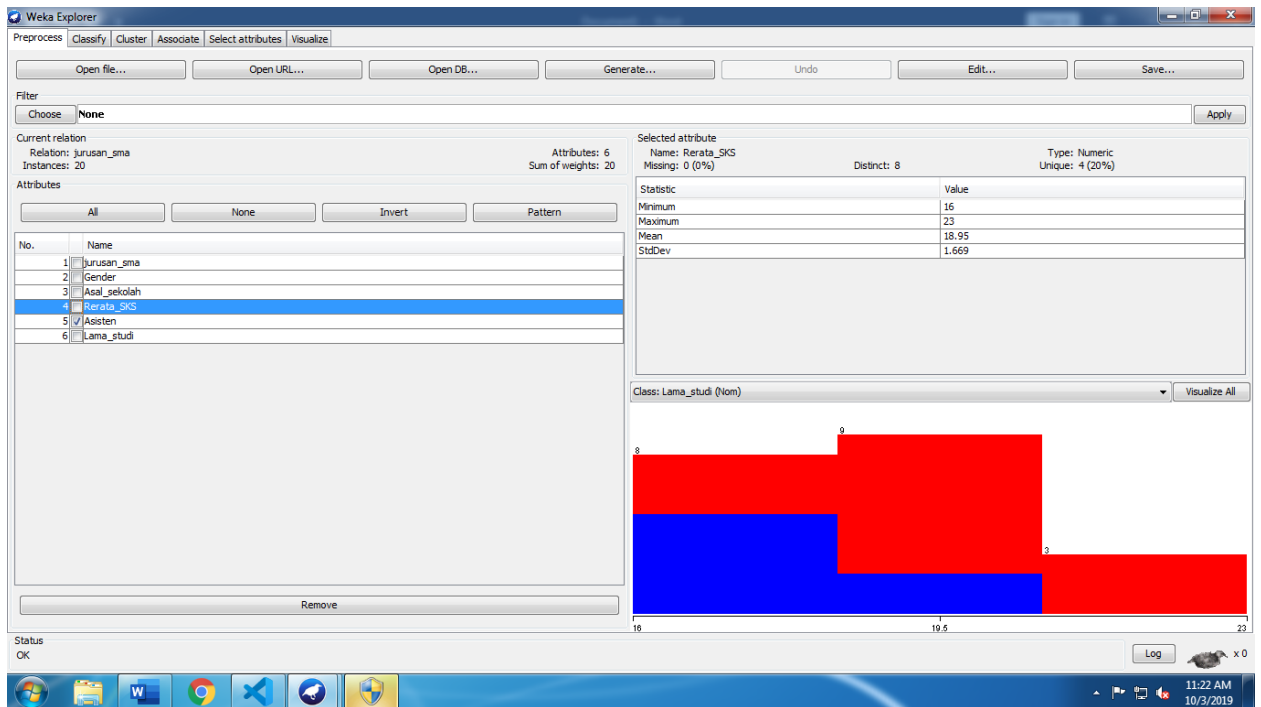 Weka Explorer
Preprocess Classify Cluster Associate Select attributes Visualize
Open file... Open URL... Open DB... Generate... Undo Edit... Save...
Filter
Choose None Apply
Current relation
Relation: jurusan_sma Attributes: 6
Instances: 20 Sum of weights: 20
Attributes
All None Invert Pattern
No. Name
1 jurusan_sma
2 Gender
3 Asal_sekolah
4 Rerata_SKS
5 Asisten
6 Lama_studi
Remove
Selected attribute
Name: Rerata_SKS Type: Numeric
Missing: 0 (0%) Distinct: 8 Unique: 4 (20%)
Statistic Value
Minimum 16
Maximum 23
Mean 18.95
StdDev 1.669
Class: Lama_studi (Nom) Visualize All
8 9 3
16 19.5 23
Status
OK Log x 0
11:22 AM
10/3/2019